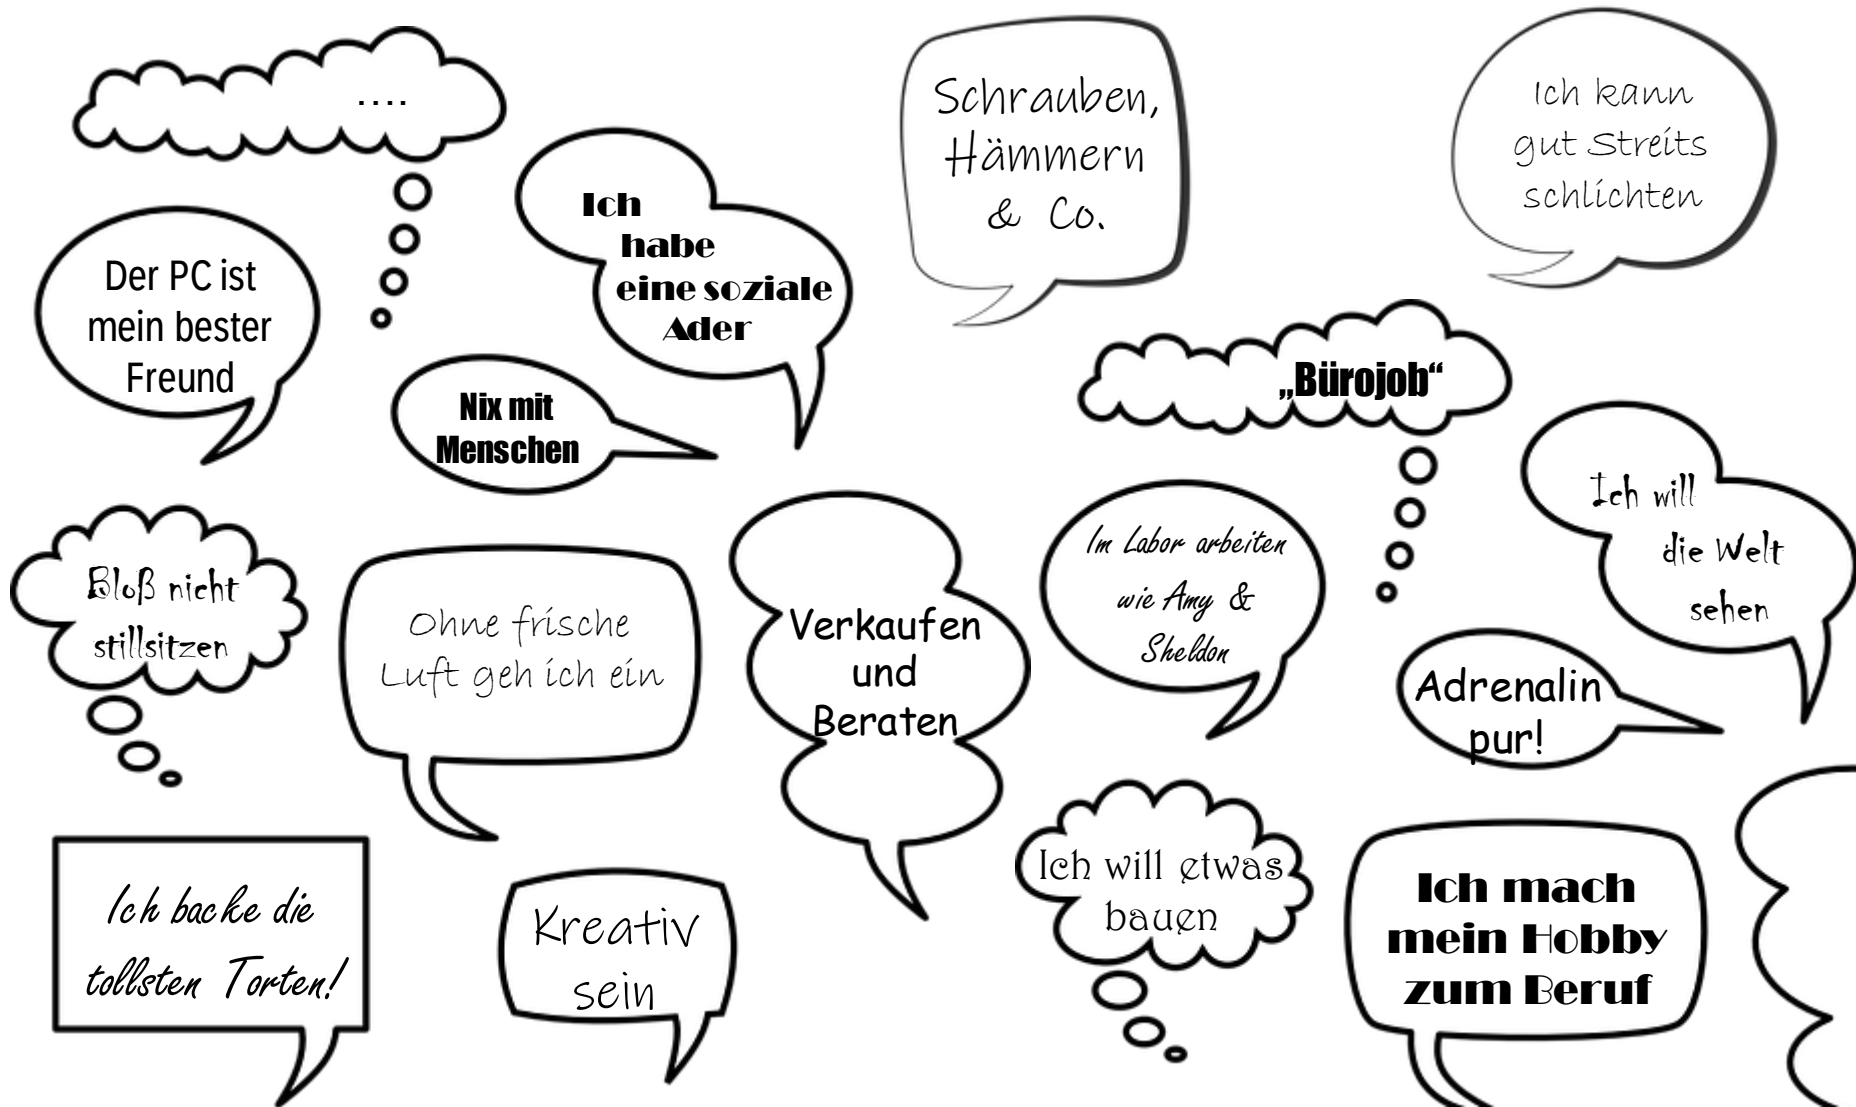 ....
Schrauben,
Hämmern
& Co.
Ich kann
gut Streits
schlichten
Der PC ist
mein bester
Freund
Ich
habe
eine soziale
Ader
Nix mit
Menschen
„Bürojob“
Ich will
die Welt
sehen
Bloß nicht
stillsitzen
Ohne frische
Luft geh ich ein
Verkaufen
und
Beraten
Im Labor arbeiten
wie Amy &
Sheldon
Adrenalin
pur!
Ich backe die
tollsten Torten!
Kreativ
sein
Ich will etwas
bauen
Ich mach
mein Hobby
zum Beruf